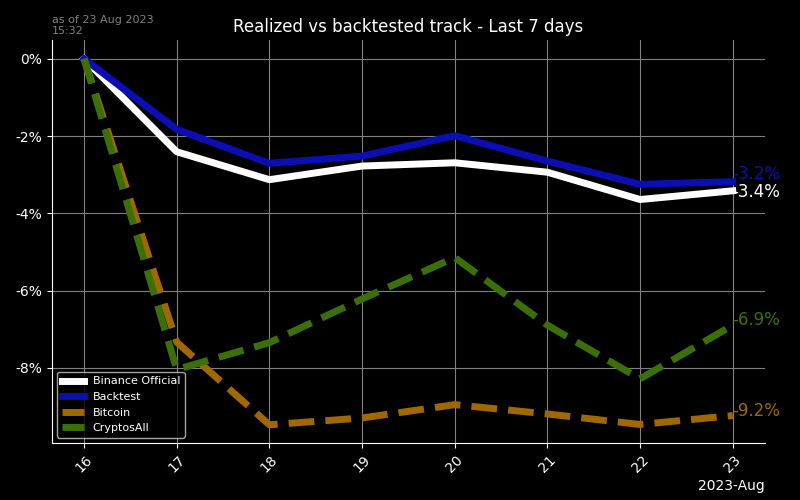 as of 23 Aug 2023
15:32
Realized vs backtested track - Last 7 days
0%
-2%
-4%
-6%
-8%
-3.2%
-3.4%
-6.9%
-9.2%
Binance Official
Backtest
Bitcoin
CryptosAll
16
17
18
19
20
21
22
23
2023-Aug